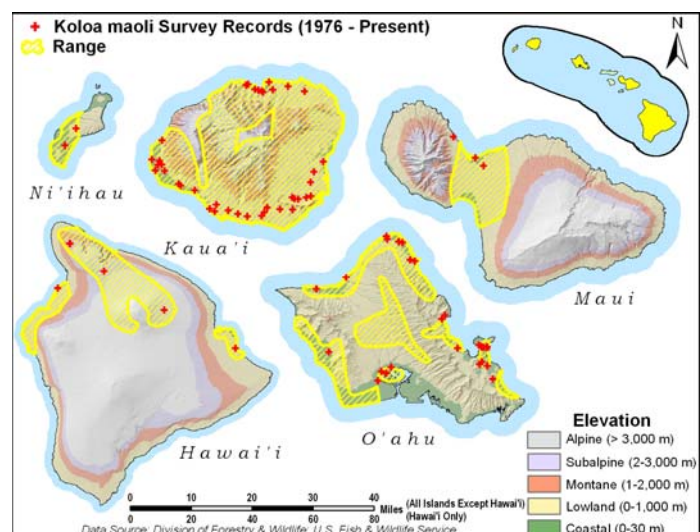 Koloa maoli Survey Records (1976 - Present)
Range
N
Ni'ihau
Kaua'i
Maui
Hawai'i
O'ahu
Elevation
Alpine (> 3,000 m)
Subalpine (2-3,000 m)
Montane (1-2,000 m)
Lowland (0-1,000 m)
Coastal (0-30 m)
0 10 20 30 40 (All Islands Except Hawai'i)
Miles
0 20 40 60 80 (Hawai'i Only)
Data Source: Division of Forestry & Wildlife; U.S. Fish & Wildlife Service